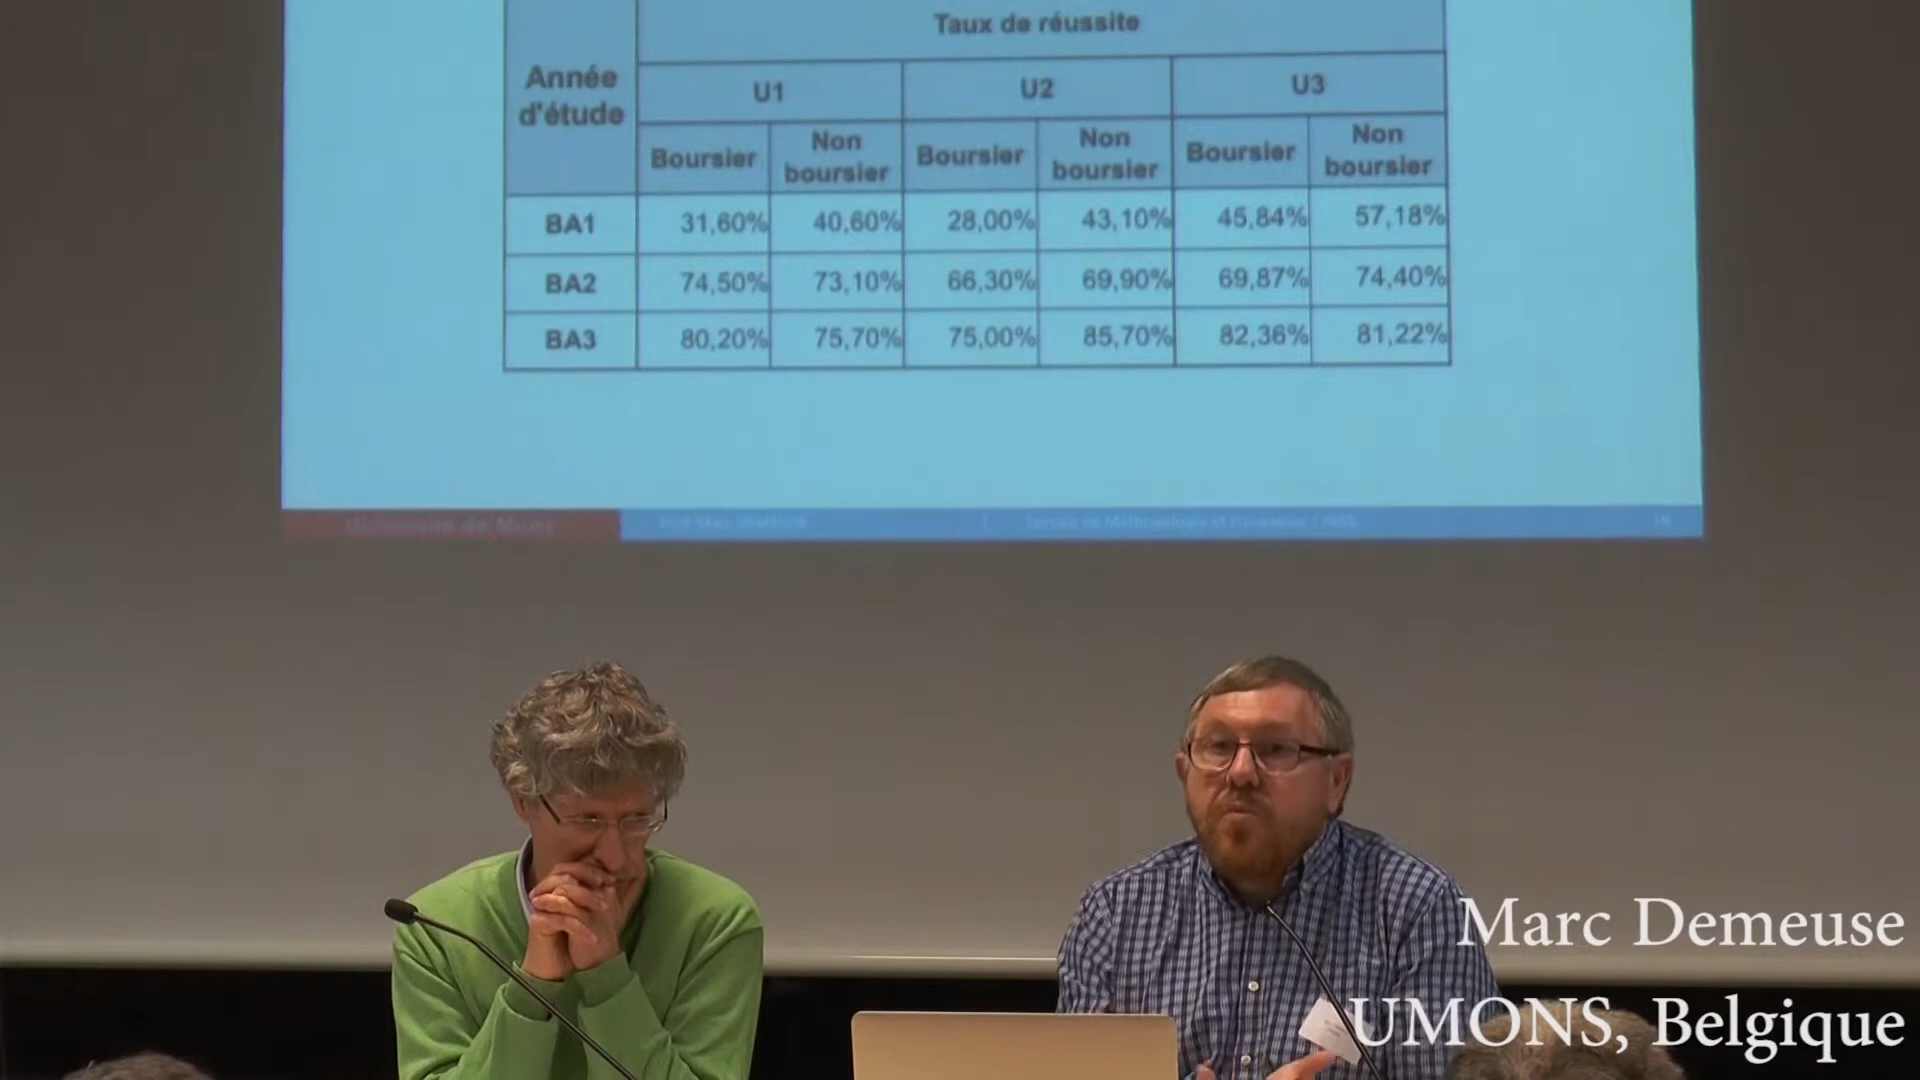 Taux de réussite
Année
d'étude
U1 U2 U3
Boursier Non boursier Boursier Non boursier Boursier Non boursier
BA1 31,60% 40,60% 28,00% 43,10% 45,84% 57,18%
BA2 74,50% 73,10% 66,30% 69,90% 69,87% 74,40%
BA3 80,20% 75,70% 75,00% 85,70% 82,36% 81,22%
Université de Mons
Marc Demeuse
UMONS, Belgique